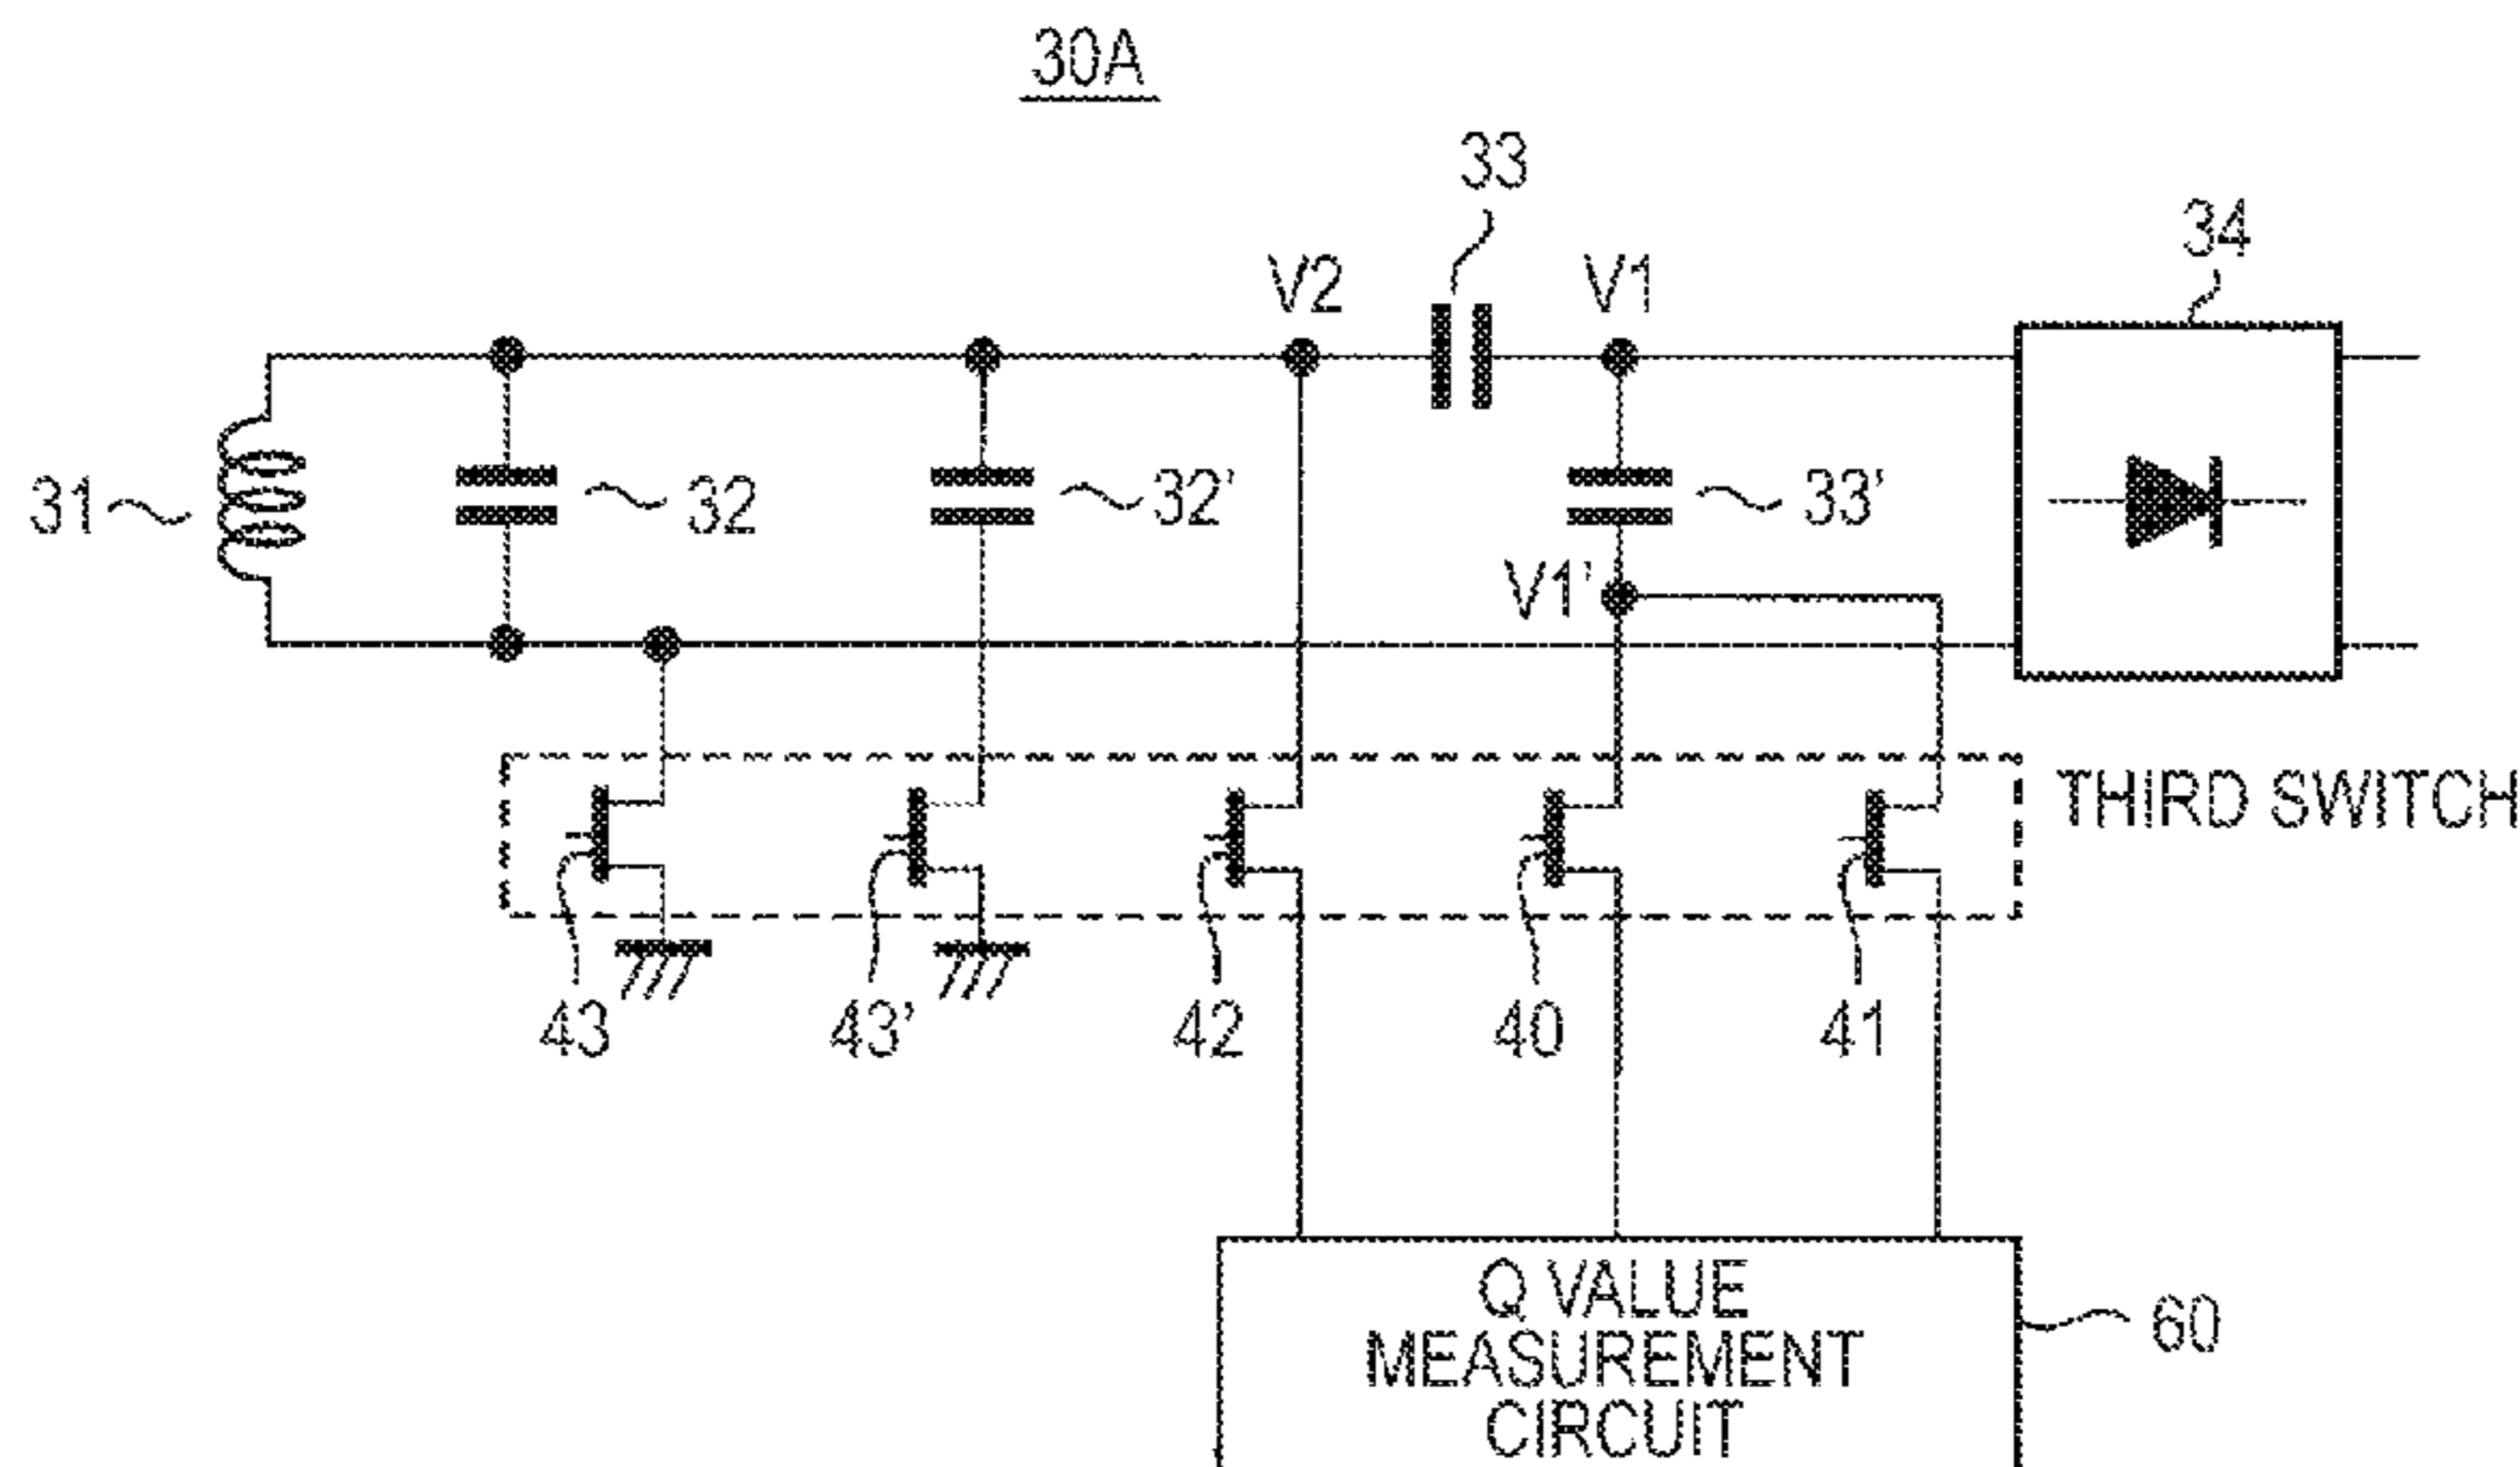 30A
33
34
V2
V1
31
32
32'
33'
V1'
THIRD SWITCH
43
43'
42
40
41
Q VALUE
MEASUREMENT
CIRCUIT
60